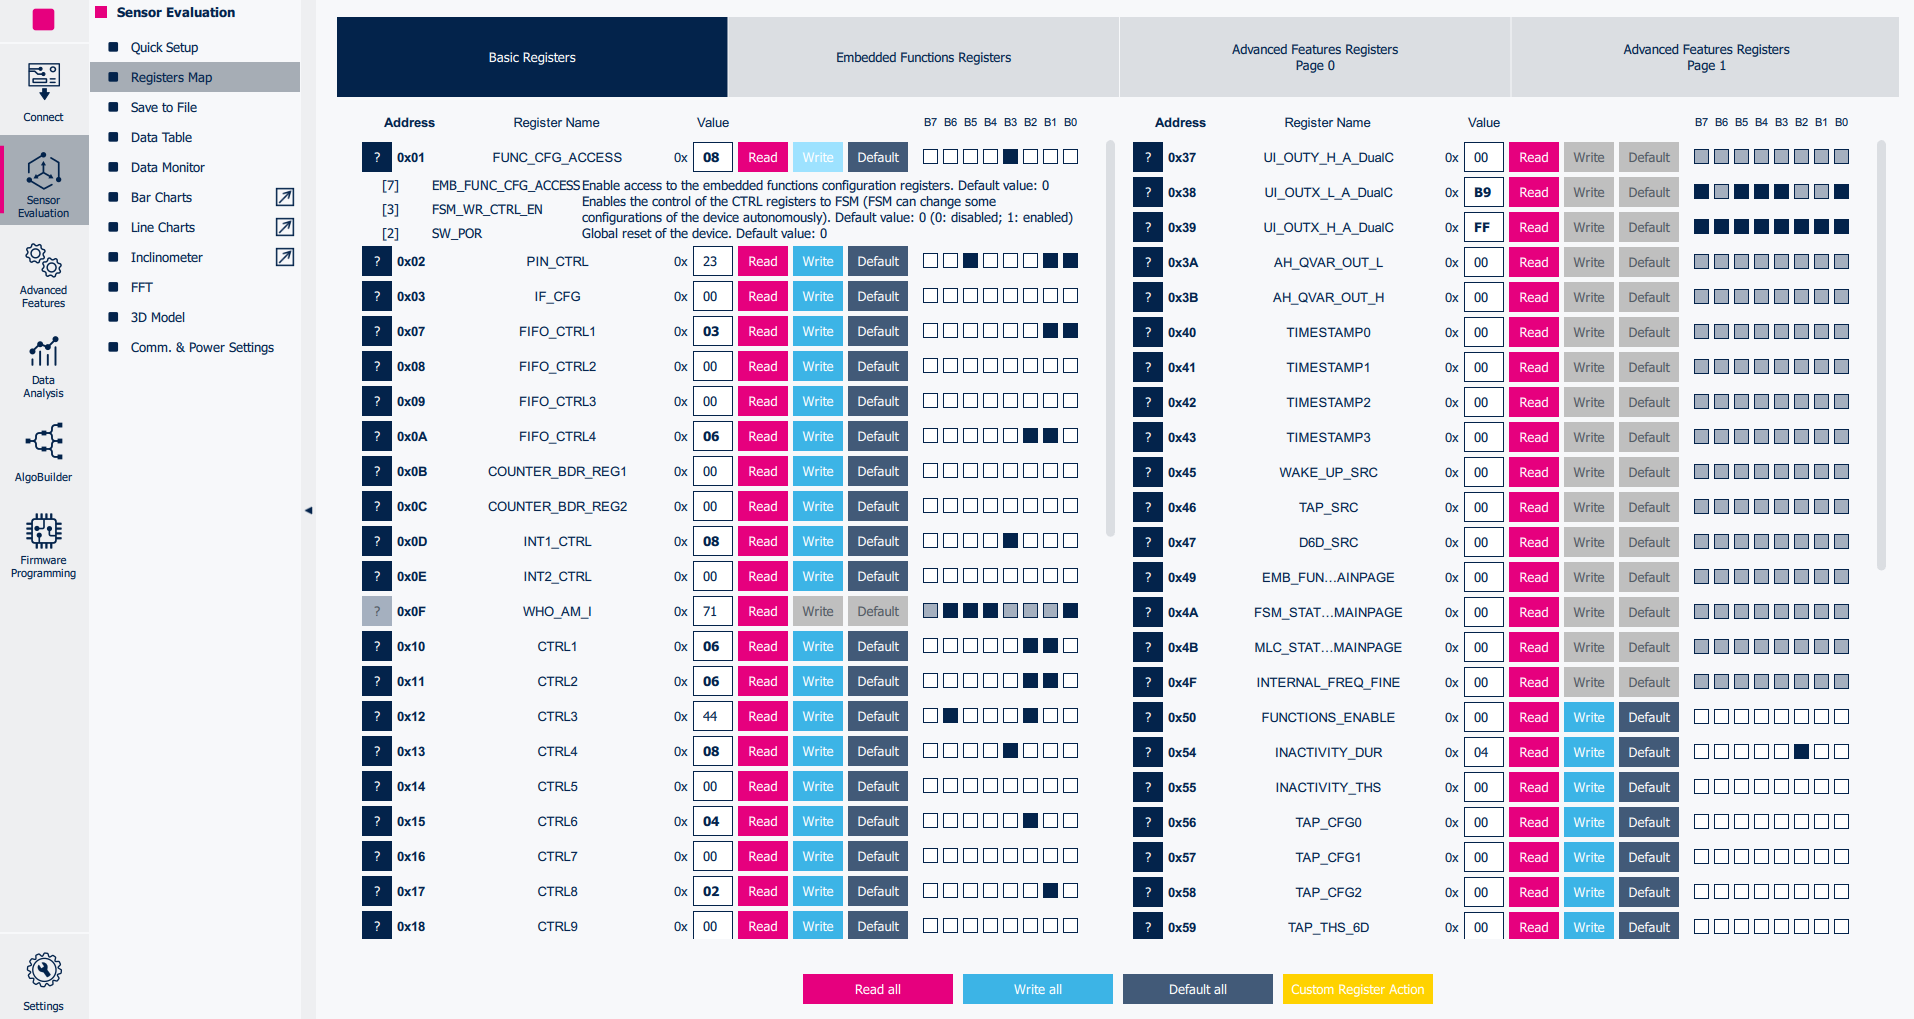 Connect
Sensor
Evaluation
Advanced
Features
Data
Analysis
AlgoBuilder
Firmware
Programming
Settings
Sensor Evaluation
Quick Setup
Registers Map
Save to File
Data Table
Data Monitor
Bar Charts
Line Charts
Inclinometer
FFT
3D Model
Comm. & Power Settings
Basic Registers
Embedded Functions Registers
Advanced Features Registers
Page 0
Advanced Features Registers
Page 1
Address Register Name Value B7 B6 B5 B4 B3 B2 B1 B0
? 0x01 FUNC_CFG_ACCESS 0x 08 Read Write Default
[7] EMB_FUNC_CFG_ACCESS Enable access to the embedded functions configuration registers. Default value: 0
[3] FSM_WR_CTRL_EN Enables the control of the CTRL registers to FSM (FSM can change some
configurations of the device autonomously). Default value: 0 (0: disabled; 1: enabled)
[2] SW_POR Global reset of the device. Default value: 0
? 0x02 PIN_CTRL 0x 23 Read Write Default
? 0x03 IF_CFG 0x 00 Read Write Default
? 0x07 FIFO_CTRL1 0x 03 Read Write Default
? 0x08 FIFO_CTRL2 0x 00 Read Write Default
? 0x09 FIFO_CTRL3 0x 00 Read Write Default
? 0x0A FIFO_CTRL4 0x 06 Read Write Default
? 0x0B COUNTER_BDR_REG1 0x 00 Read Write Default
? 0x0C COUNTER_BDR_REG2 0x 00 Read Write Default
? 0x0D INT1_CTRL 0x 08 Read Write Default
? 0x0E INT2_CTRL 0x 00 Read Write Default
? 0x0F WHO_AM_I 0x 71 Read Write Default
? 0x10 CTRL1 0x 06 Read Write Default
? 0x11 CTRL2 0x 06 Read Write Default
? 0x12 CTRL3 0x 44 Read Write Default
? 0x13 CTRL4 0x 08 Read Write Default
? 0x14 CTRL5 0x 00 Read Write Default
? 0x15 CTRL6 0x 04 Read Write Default
? 0x16 CTRL7 0x 00 Read Write Default
? 0x17 CTRL8 0x 02 Read Write Default
? 0x18 CTRL9 0x 00 Read Write Default
Address Register Name Value B7 B6 B5 B4 B3 B2 B1 B0
? 0x37 UI_OUTY_H_A_DualC 0x 00 Read Write Default
? 0x38 UI_OUTX_L_A_DualC 0x B9 Read Write Default
? 0x39 UI_OUTX_H_A_DualC 0x FF Read Write Default
? 0x3A AH_QVAR_OUT_L 0x 00 Read Write Default
? 0x3B AH_QVAR_OUT_H 0x 00 Read Write Default
? 0x40 TIMESTAMP0 0x 00 Read Write Default
? 0x41 TIMESTAMP1 0x 00 Read Write Default
? 0x42 TIMESTAMP2 0x 00 Read Write Default
? 0x43 TIMESTAMP3 0x 00 Read Write Default
? 0x45 WAKE_UP_SRC 0x 00 Read Write Default
? 0x46 TAP_SRC 0x 00 Read Write Default
? 0x47 D6D_SRC 0x 00 Read Write Default
? 0x49 EMB_FUN...AINPAGE 0x 00 Read Write Default
? 0x4A FSM_STAT...MAINPAGE 0x 00 Read Write Default
? 0x4B MLC_STAT...MAINPAGE 0x 00 Read Write Default
? 0x4F INTERNAL_FREQ_FINE 0x 00 Read Write Default
? 0x50 FUNCTIONS_ENABLE 0x 00 Read Write Default
? 0x54 INACTIVITY_DUR 0x 04 Read Write Default
? 0x55 INACTIVITY_THS 0x 00 Read Write Default
? 0x56 TAP_CFG0 0x 00 Read Write Default
? 0x57 TAP_CFG1 0x 00 Read Write Default
? 0x58 TAP_CFG2 0x 00 Read Write Default
? 0x59 TAP_THS_6D 0x 00 Read Write Default
Read all
Write all
Default all
Custom Register Action